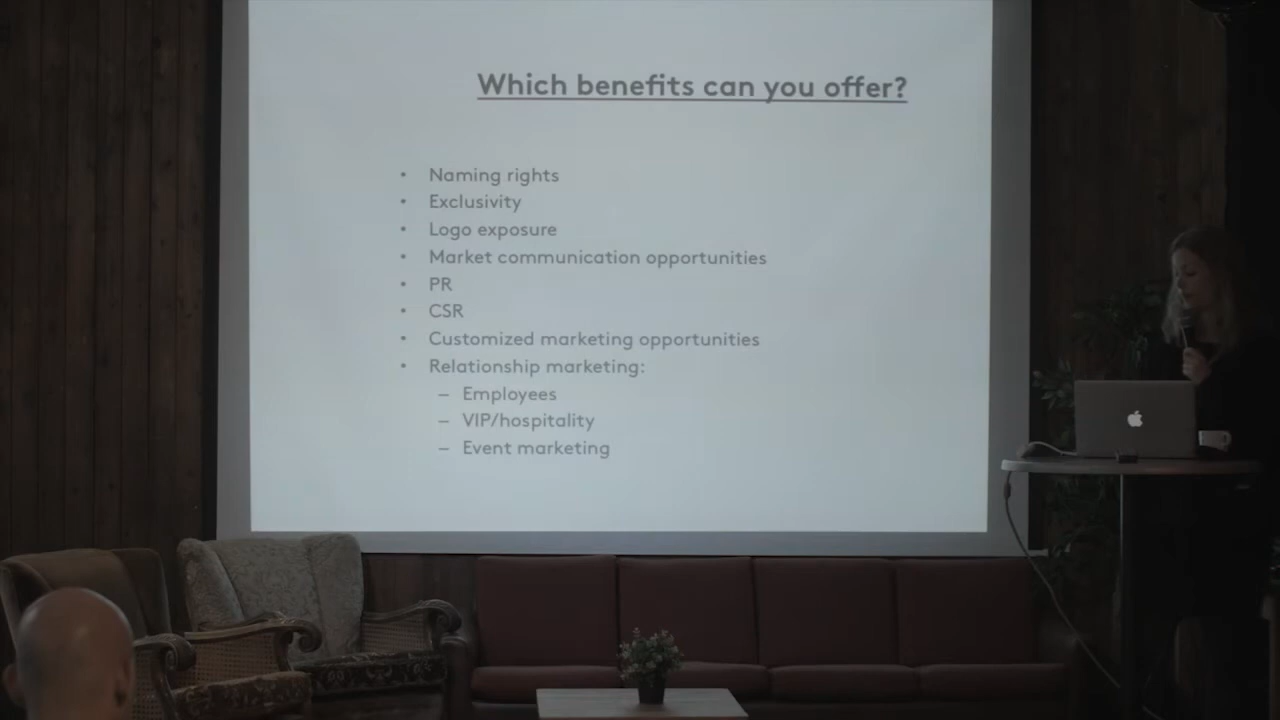 Which benefits can you offer?
• Naming rights
• Exclusivity
• Logo exposure
• Market communication opportunities
• PR
• CSR
• Customized marketing opportunities
• Relationship marketing:
– Employees
– VIP/hospitality
– Event marketing